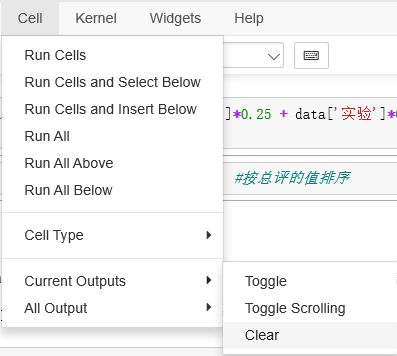 Cell Kernel Widgets Help
Run Cells
Run Cells and Select Below
Run Cells and Insert Below
]*0.25 + data['实验']*
Run All
Run All Above
Run All Below
#按总评的值排序
Cell Type
Current Outputs
Toggle
All Output
Toggle Scrolling
Clear